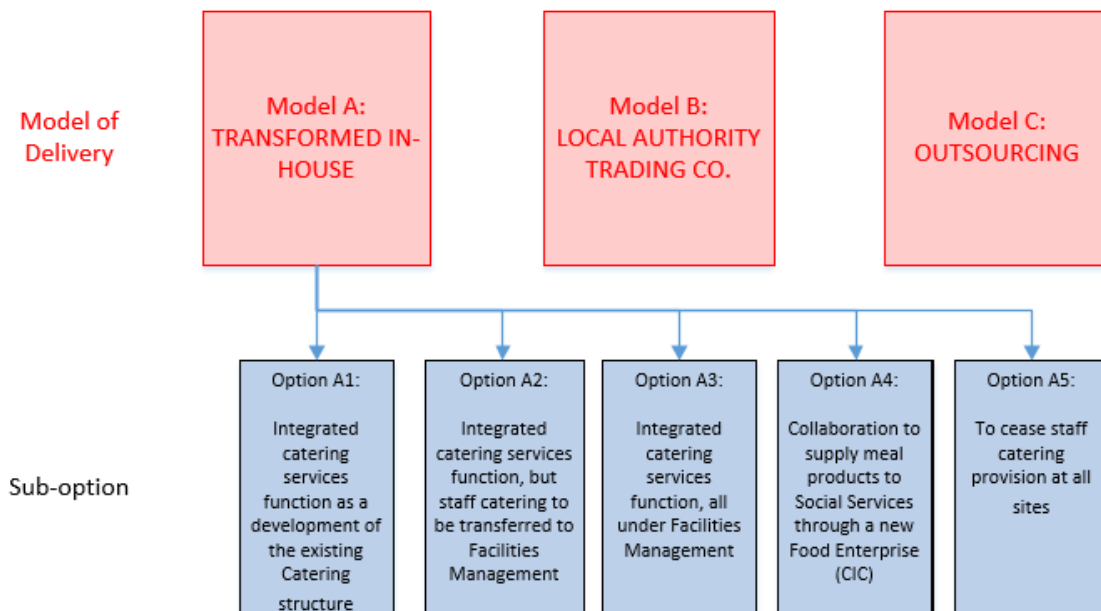 Model of
Delivery
Model A:
TRANSFORMED IN-
HOUSE
Model B:
LOCAL AUTHORITY
TRADING CO.
Model C:
OUTSOURCING
Sub-option
Option A1:
Integrated
catering
services
function as a
development of
the existing
Catering
structure
Option A2:
Integrated
catering services
function, but
staff catering to
be transferred to
Facilities
Management
Option A3:
Integrated
catering
services
function, all
under Facilities
Management
Option A4:
Collaboration to
supply meal
products to
Social Services
through a new
Food Enterprise
(CIC)
Option A5:
To cease staff
catering
provision at all
sites